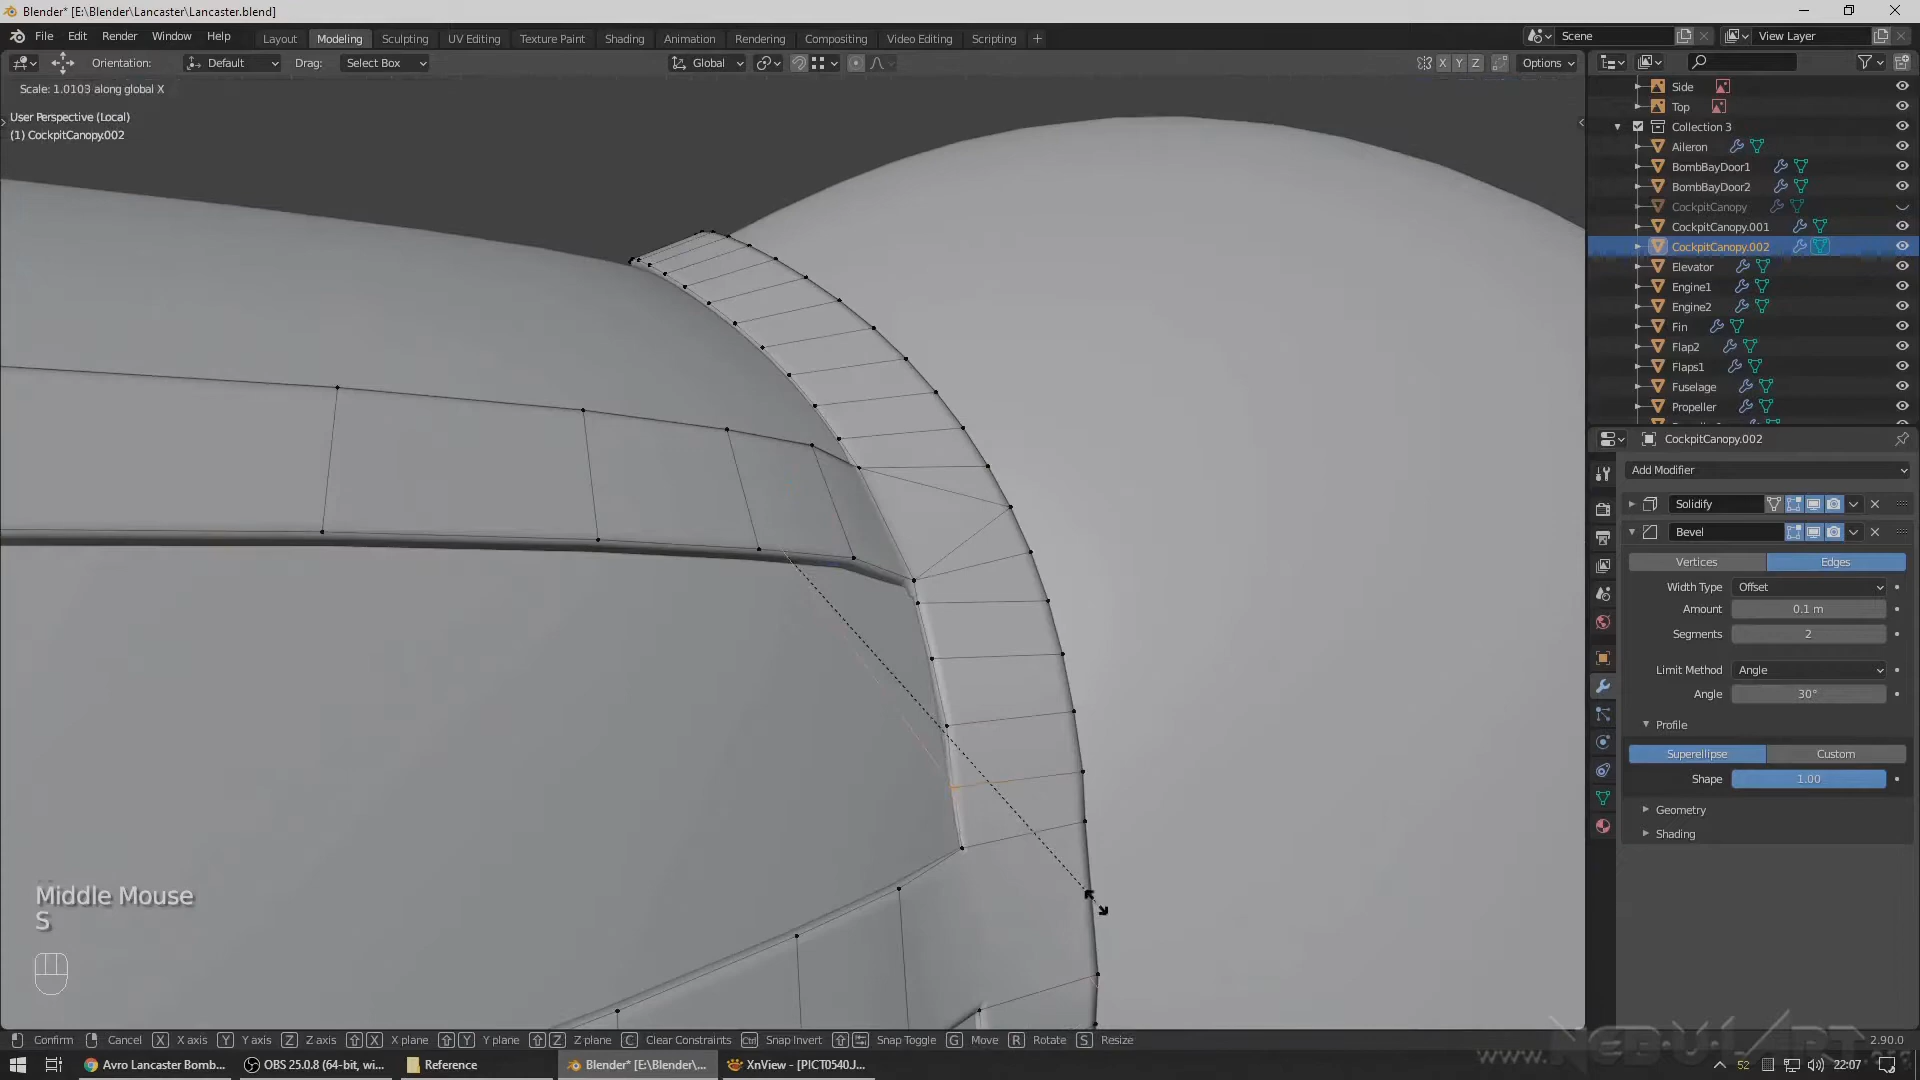 Blender* [E:\Blender\Lancaster\Lancaster.blend]
File Edit Render Window Help Layout Modeling Sculpting UV Editing Texture Paint Shading Animation Rendering Compositing Video Editing Scripting + Scene View Layer
Orientation: Default Drag: Select Box Global X Y Z Options
Scale: 1.0103 along global X
User Perspective (Local)
(1) CockpitCanopy.002
Side
Top
Collection 3
Aileron
BombBayDoor1
BombBayDoor2
CockpitCanopy
CockpitCanopy.001
CockpitCanopy.002
Elevator
Engine1
Engine2
Fin
Flap2
Flaps1
Fuselage
Propeller
CockpitCanopy.002
Add Modifier
Solidify
Bevel
Vertices Edges
Width Type Offset
Amount 0.1 m
Segments 2
Limit Method Angle
Angle 30°
Profile
Superellipse Custom
Shape 1.00
Geometry
Shading
Middle Mouse
S
Confirm Cancel X X axis Y Y axis Z Z axis X X plane Y Y plane Z Z plane C Clear Constraints Ctrl Snap Invert Snap Toggle G Move R Rotate S Resize 2.90.0
Avro Lancaster Bomb... OBS 25.0.8 (64-bit, wi... Reference Blender* [E:\Blender\... XnView - [PICT0540.J... 52 22:07